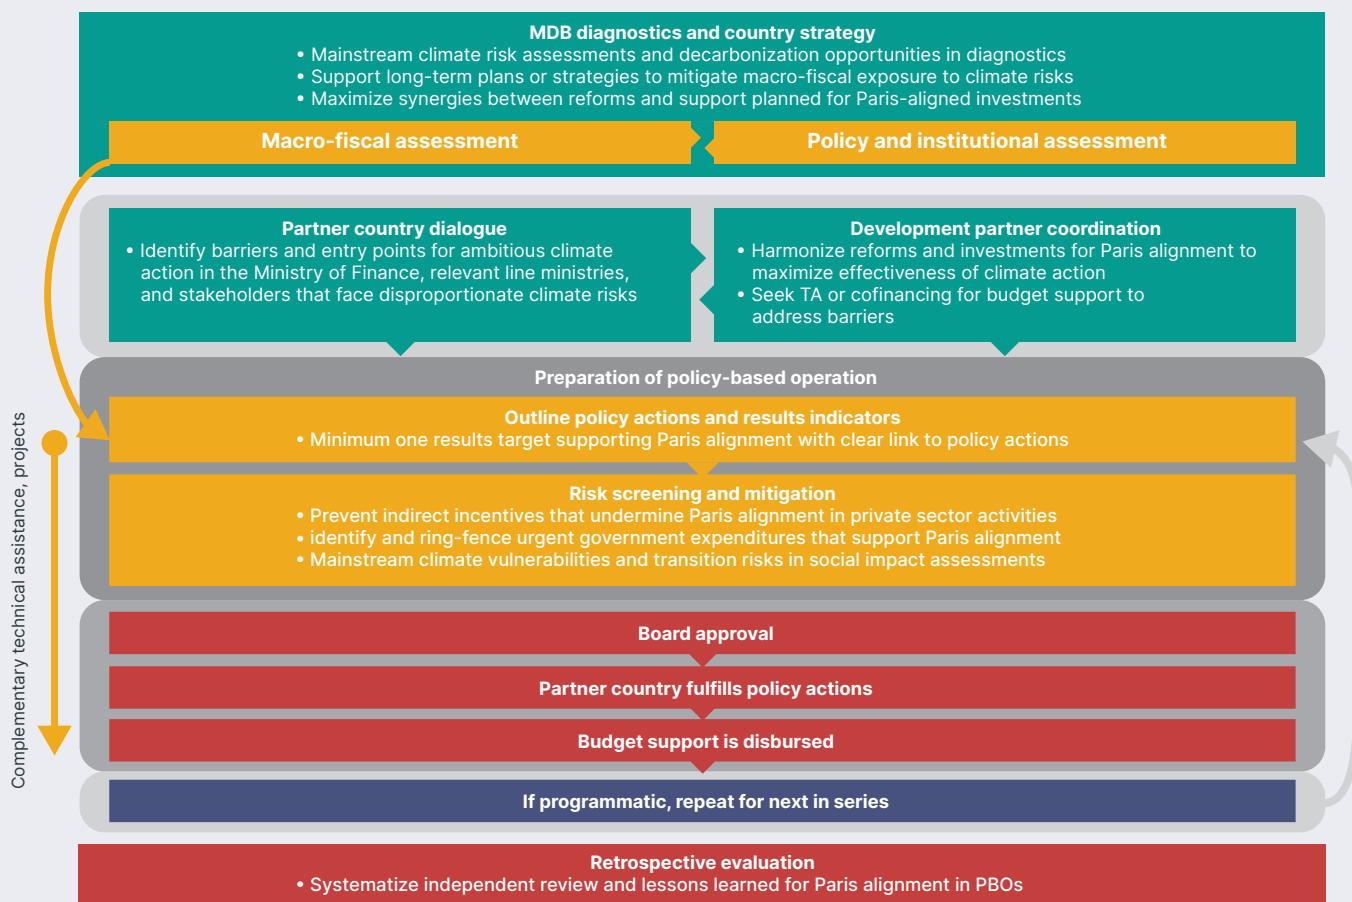 MDB diagnostics and country strategy
• Mainstream climate risk assessments and decarbonization opportunities in diagnostics
• Support long-term plans or strategies to mitigate macro-fiscal exposure to climate risks
• Maximize synergies between reforms and support planned for Paris-aligned investments
Macro-fiscal assessment
Policy and institutional assessment
Partner country dialogue
• Identify barriers and entry points for ambitious climate
action in the Ministry of Finance, relevant line ministries,
and stakeholders that face disproportionate climate risks
Development partner coordination
• Harmonize reforms and investments for Paris alignment to
maximize effectiveness of climate action
• Seek TA or cofinancing for budget support to
address barriers
Preparation of policy-based operation
Outline policy actions and results indicators
• Minimum one results target supporting Paris alignment with clear link to policy actions
Risk screening and mitigation
• Prevent indirect incentives that undermine Paris alignment in private sector activities
• identify and ring-fence urgent government expenditures that support Paris alignment
• Mainstream climate vulnerabilities and transition risks in social impact assessments
Complementary technical assistance, projects
Board approval
Partner country fulfills policy actions
Budget support is disbursed
If programmatic, repeat for next in series
Retrospective evaluation
• Systematize independent review and lessons learned for Paris alignment in PBOs